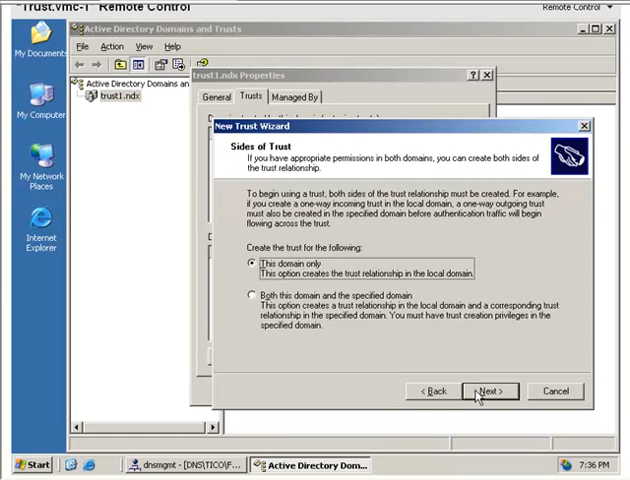 "Trust.vmc-1" Remote Control
Remote Control
Active Directory Domains and Trusts
File Action View Help
My Documents
My Computer
My Network
Places
Internet
Explorer
Active Directory Domains an
trust1.ndx
trust1.ndx Properties
General Trusts Managed By
New Trust Wizard
Sides of Trust
If you have appropriate permissions in both domains, you can create both sides of
the trust relationship.
To begin using a trust, both sides of the trust relationship must be created. For example,
if you create a one-way incoming trust in the local domain, a one-way outgoing trust
must also be created in the specified domain before authentication traffic will begin
flowing across the trust.
Create the trust for the following:
This domain only
This option creates the trust relationship in the local domain.
Both this domain and the specified domain
This option creates a trust relationship in the local domain and a corresponding trust
relationship in the specified domain. You must have trust creation privileges in the
specified domain.
< Back Next > Cancel
Start
dnsmgmt - [DNS\TICO\F...
Active Directory Dom...
7:36 PM